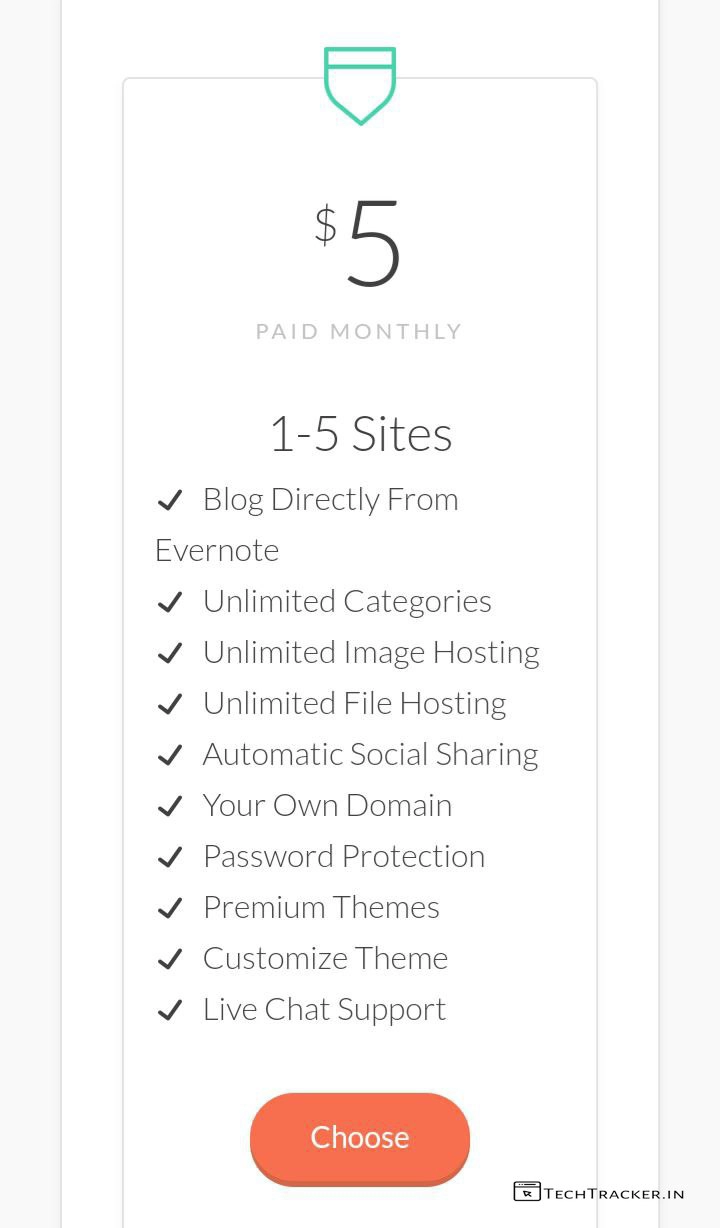 $5
PAID MONTHLY
1-5 Sites
✓ Blog Directly From
Evernote
✓ Unlimited Categories
✓ Unlimited Image Hosting
✓ Unlimited File Hosting
✓ Automatic Social Sharing
✓ Your Own Domain
✓ Password Protection
✓ Premium Themes
✓ Customize Theme
✓ Live Chat Support
Choose
TECHTRACKER.IN